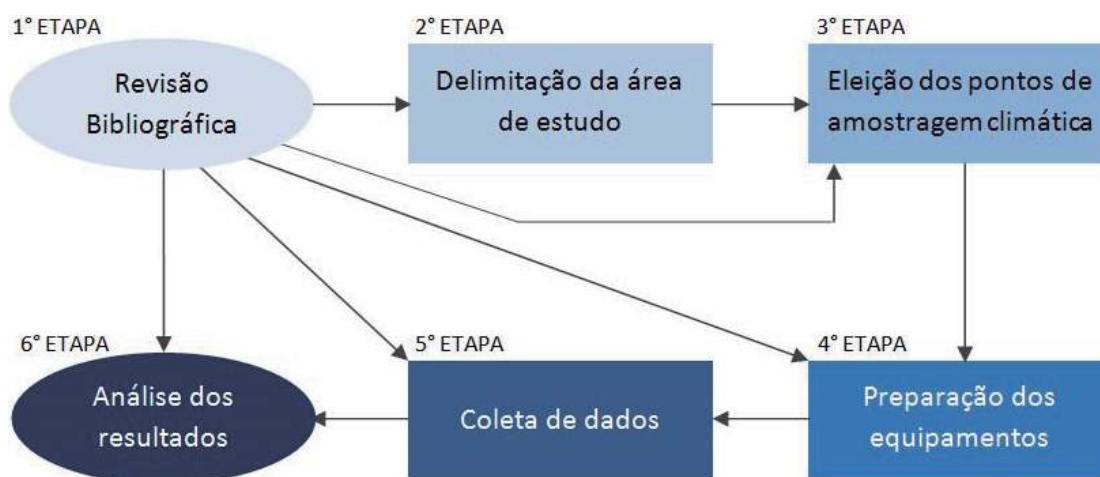 1° ETAPA
Revisão
Bibliográfica
2° ETAPA
Delimitação da área
de estudo
3° ETAPA
Eleição dos pontos de
amostragem climática
6° ETAPA
Análise dos
resultados
5° ETAPA
Coleta de dados
4° ETAPA
Preparação dos
equipamentos